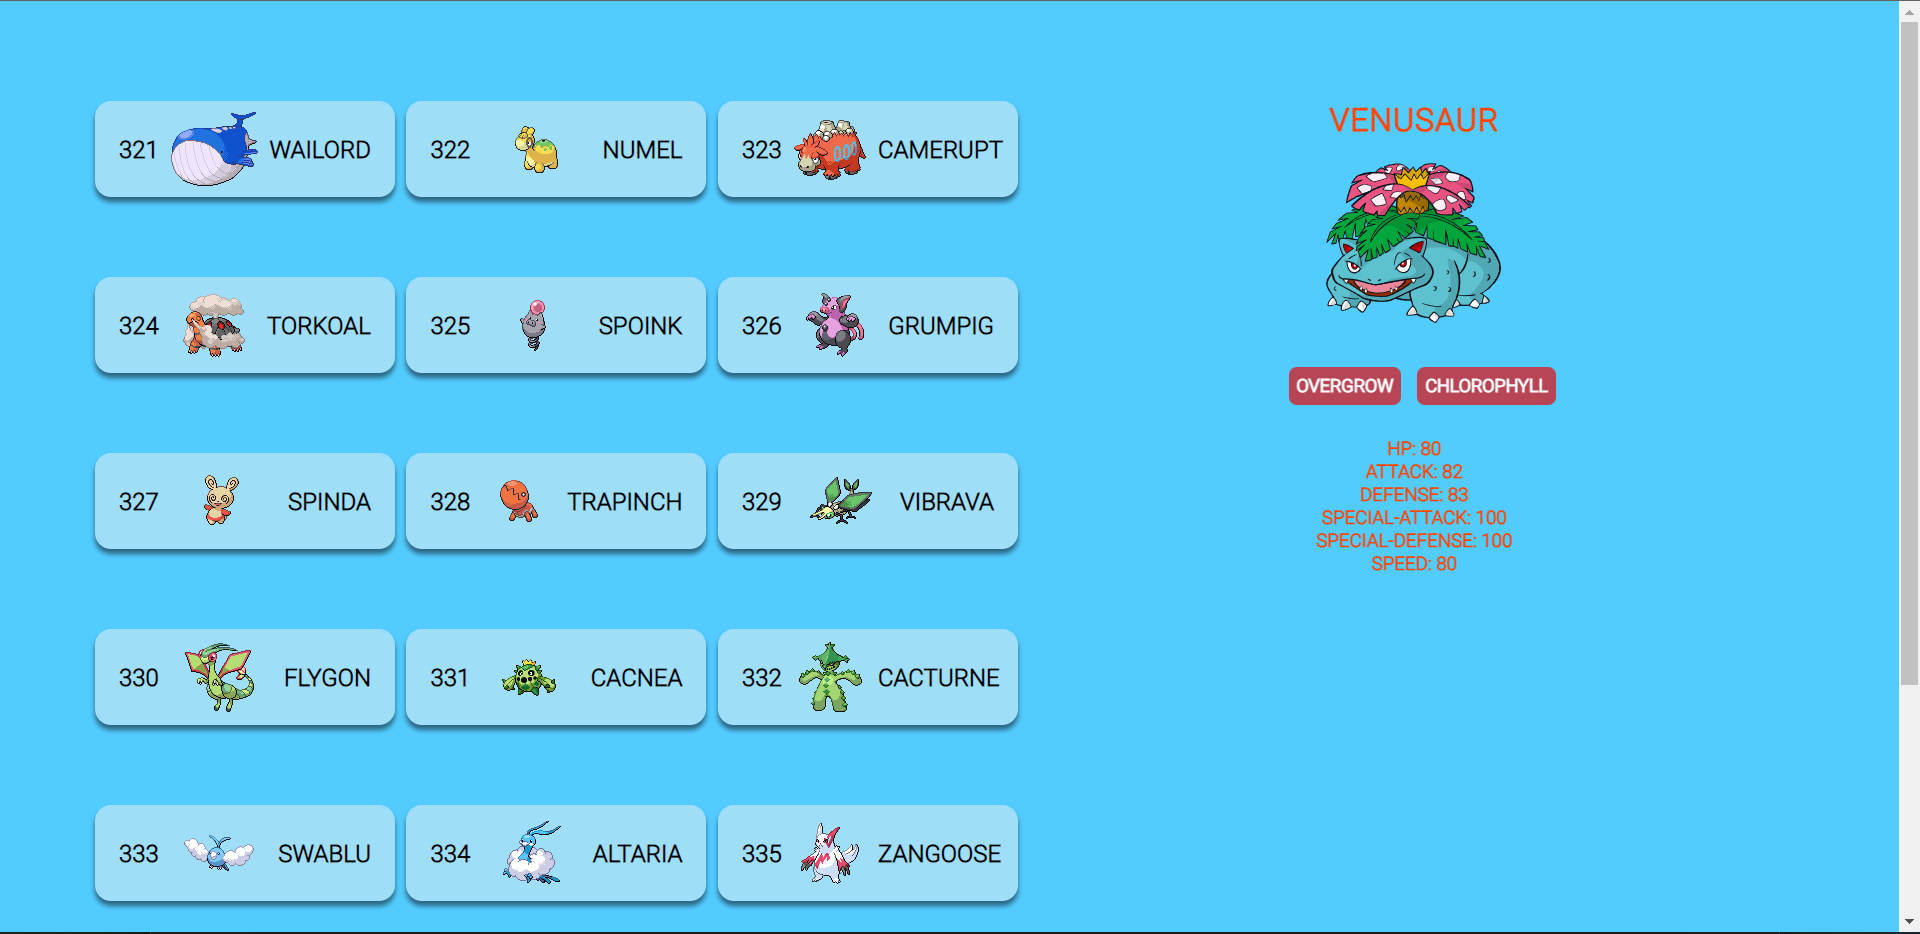 321 WAILORD
322 NUMEL
323 CAMERUPT
324 TORKOAL
325 SPOINK
326 GRUMPIG
327 SPINDA
328 TRAPINCH
329 VIBRAVA
330 FLYGON
331 CACNEA
332 CACTURNE
333 SWABLU
334 ALTARIA
335 ZANGOOSE
VENUSAUR
OVERGROW
CHLOROPHYLL
HP: 80
ATTACK: 82
DEFENSE: 83
SPECIAL-ATTACK: 100
SPECIAL-DEFENSE: 100
SPEED: 80